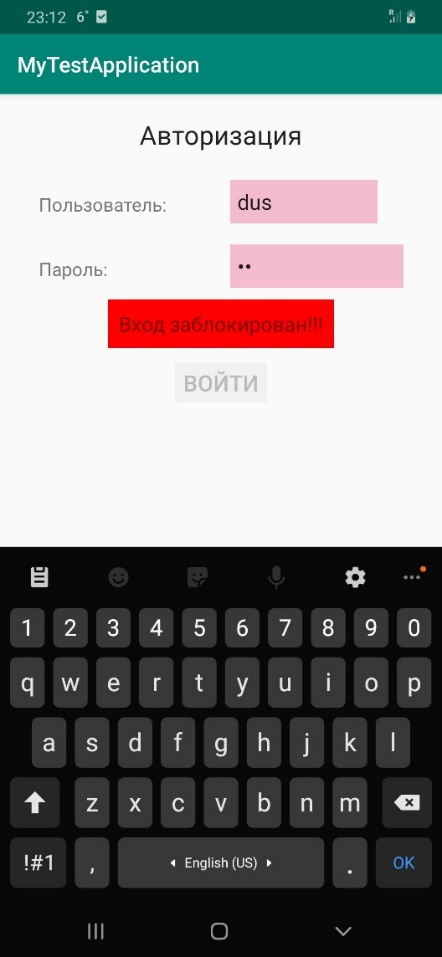 23:12 6°
MyTestApplication
Авторизация
Пользователь: dus
Пароль: ••
Вход заблокирован!!!
ВОЙТИ
1 2 3 4 5 6 7 8 9 0
q w e r t y u i o p
a s d f g h j k l
z x c v b n m
!#1 , English (US) . OK